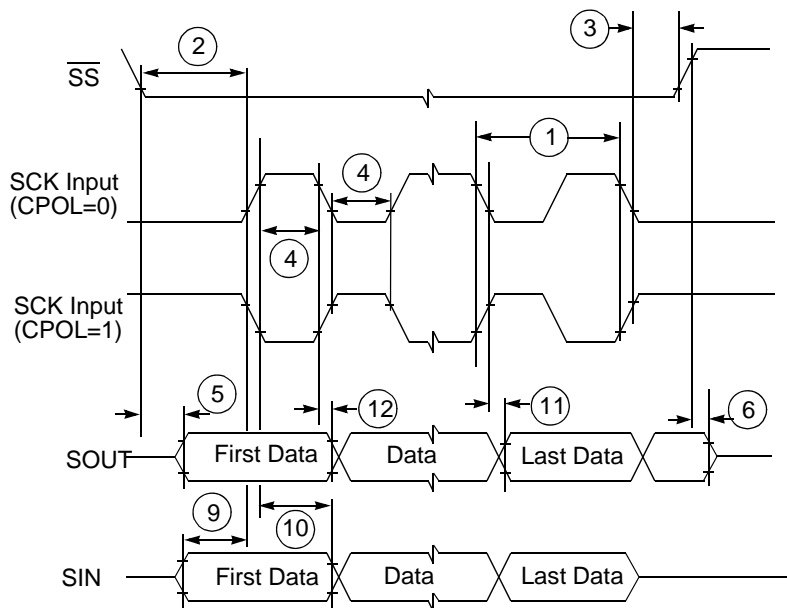 2
3
SS
1
SCK Input
(CPOL=0)
4
4
SCK Input
(CPOL=1)
5
12
11
6
SOUT
First Data
Data
Last Data
9
10
SIN
First Data
Data
Last Data